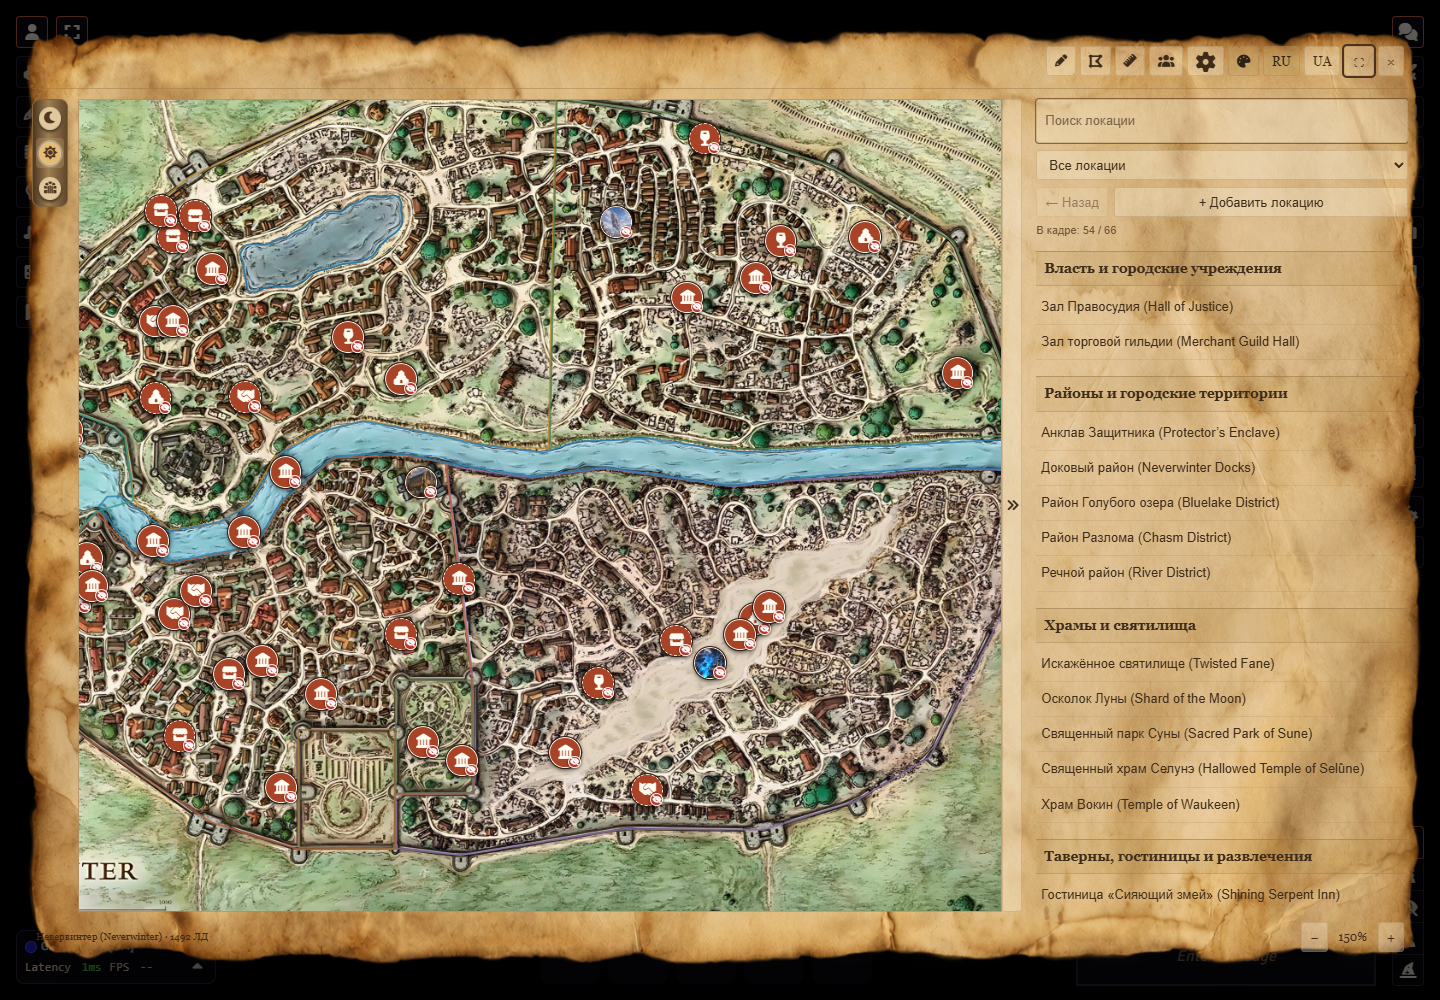 RU
UA
Поиск локации
Все локации
← Назад
+ Добавить локацию
В кадре: 54 / 66
Власть и городские учреждения
Зал Правосудия (Hall of Justice)
Зал торговой гильдии (Merchant Guild Hall)
Районы и городские территории
Анклав Защитника (Protector's Enclave)
Доковый район (Neverwinter Docks)
Район Голубого озера (Bluelake District)
Район Разлома (Chasm District)
Речной район (River District)
Храмы и святилища
Искажённое святилище (Twisted Fane)
Осколок Луны (Shard of the Moon)
Священный парк Суны (Sacred Park of Sune)
Священный храм Селунэ (Hallowed Temple of Selûne)
Храм Вокин (Temple of Waukeen)
Таверны, гостиницы и развлечения
Гостиница «Сияющий змей» (Shining Serpent Inn)
TER
1000
Невервинтер (Neverwinter) • 1492 ЛД
Latency 1ms FPS --
− 150% +